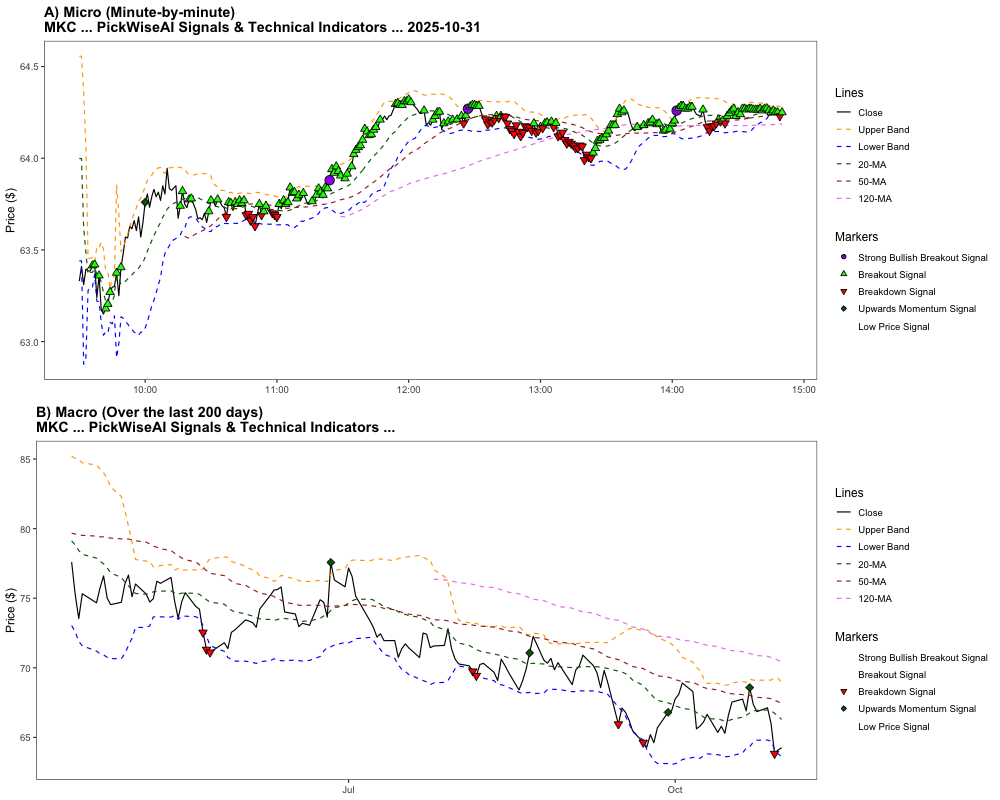 A) Micro (Minute-by-minute)
MKC ... PickWiseAI Signals & Technical Indicators ... 2025-10-31
Price ($)
64.5
64.0
63.5
63.0
10:00
11:00
12:00
13:00
14:00
15:00
Lines
Close
Upper Band
Lower Band
20-MA
50-MA
120-MA
Markers
Strong Bullish Breakout Signal
Breakout Signal
Breakdown Signal
Upwards Momentum Signal
Low Price Signal
B) Macro (Over the last 200 days)
MKC ... PickWiseAI Signals & Technical Indicators ...
Price ($)
85
80
75
70
65
Jul
Oct
Lines
Close
Upper Band
Lower Band
20-MA
50-MA
120-MA
Markers
Strong Bullish Breakout Signal
Breakout Signal
Breakdown Signal
Upwards Momentum Signal
Low Price Signal